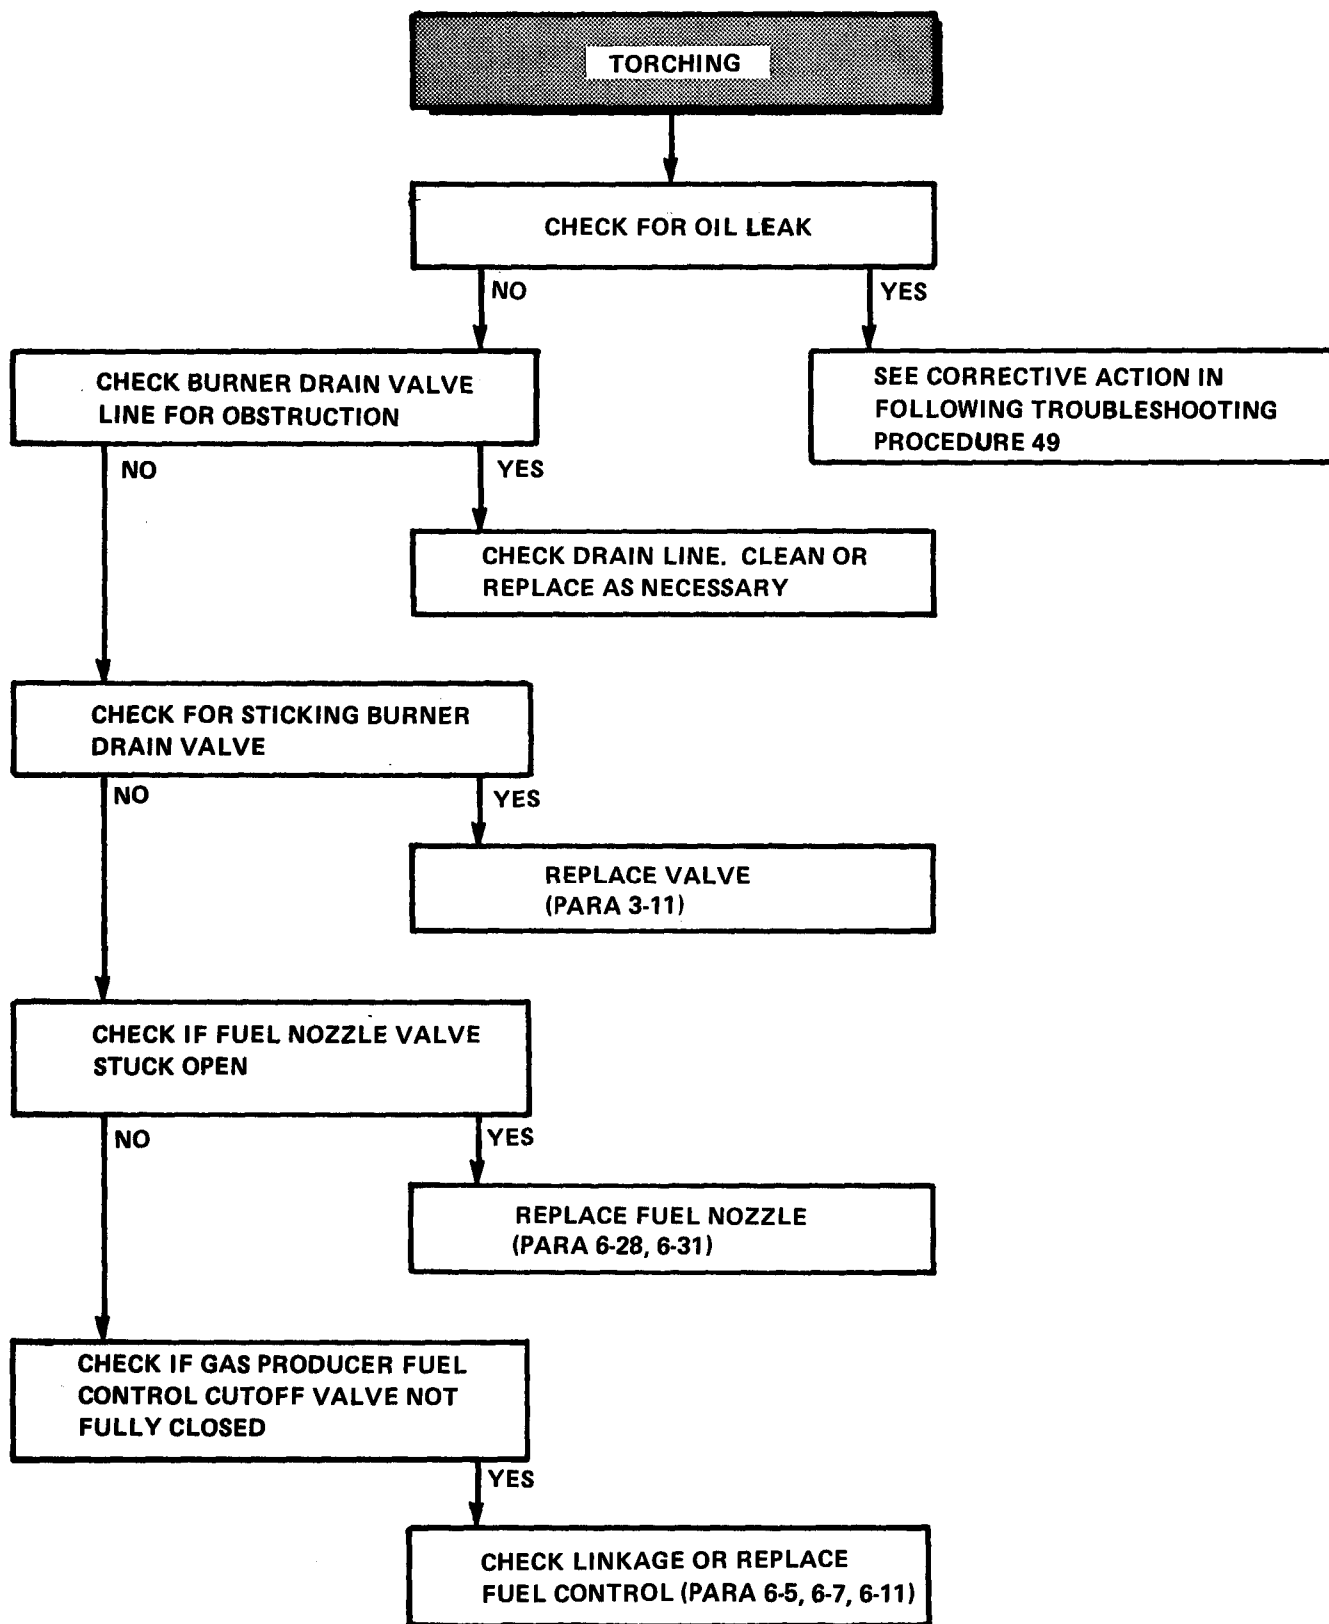 TORCHING
CHECK FOR OIL LEAK
NO
YES
CHECK BURNER DRAIN VALVE
LINE FOR OBSTRUCTION
SEE CORRECTIVE ACTION IN
FOLLOWING TROUBLESHOOTING
PROCEDURE 49
NO
YES
CHECK DRAIN LINE. CLEAN OR
REPLACE AS NECESSARY
CHECK FOR STICKING BURNER
DRAIN VALVE
NO
YES
REPLACE VALVE
(PARA 3-11)
CHECK IF FUEL NOZZLE VALVE
STUCK OPEN
NO
YES
REPLACE FUEL NOZZLE
(PARA 6-28, 6-31)
CHECK IF GAS PRODUCER FUEL
CONTROL CUTOFF VALVE NOT
FULLY CLOSED
YES
CHECK LINKAGE OR REPLACE
FUEL CONTROL (PARA 6-5, 6-7, 6-11)